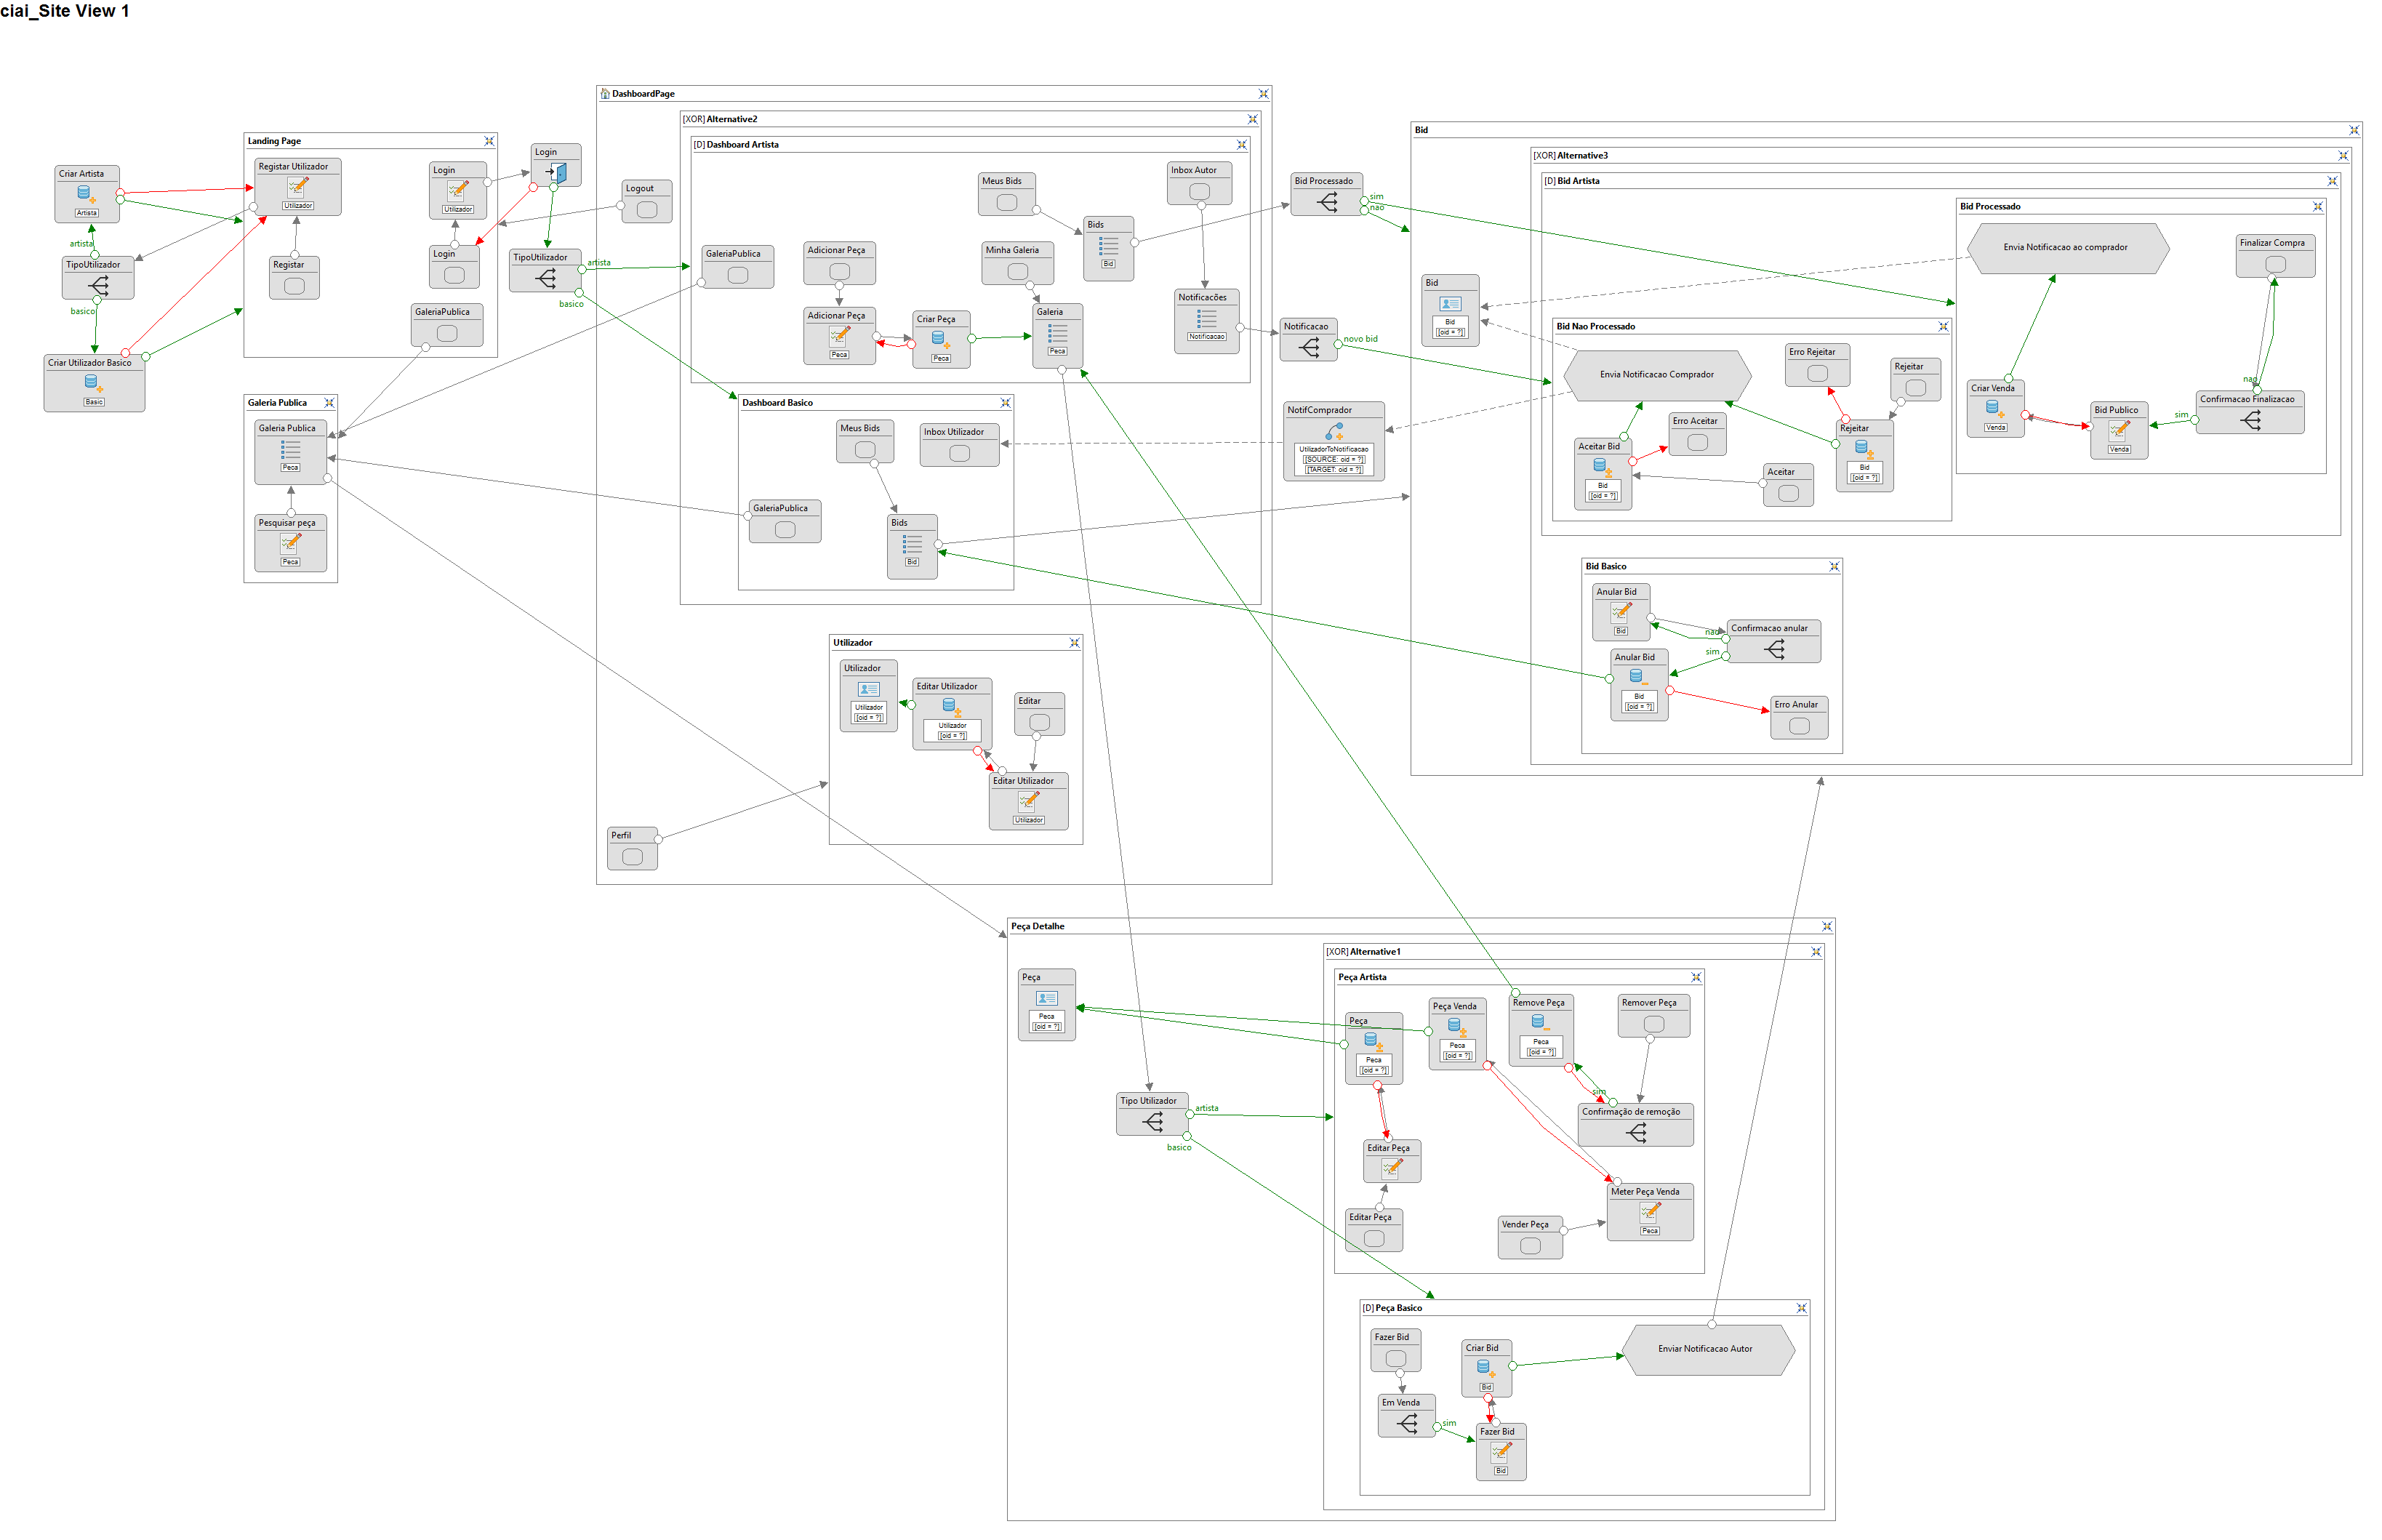 ciai_Site View 1
Criar Artista
Artista
artista
TipoUtilizador
basico
Criar Utilizador Basico
Basic
Landing Page
Registar Utilizador
Utilizador
Registar
Login
Utilizador
Login
GaleriaPublica
Login
Logout
TipoUtilizador
artista
basico
Galeria Publica
Galeria Publica
Peca
Pesquisar peça
Peca
DashboardPage
[XOR] Alternative2
[D] Dashboard Artista
GaleriaPublica
Adicionar Peça
Adicionar Peça
Peca
Criar Peça
Peca
Meus Bids
Minha Galeria
Galeria
Peca
Bids
Bid
Inbox Autor
Notificacões
Notificacao
Dashboard Basico
Meus Bids
Inbox Utilizador
GaleriaPublica
Bids
Bid
Utilizador
Utilizador
Utilizador
[oid = ?]
Editar Utilizador
Utilizador
[oid = ?]
Editar
Editar Utilizador
Utilizador
Perfil
Bid Processado
sim
nao
Notificacao
novo bid
NotifComprador
UtilizadorToNotificacao
[SOURCE: oid = ?]
[TARGET: oid = ?]
Bid
Bid
Bid
[oid = ?]
[XOR] Alternative3
[D] Bid Artista
Bid Processado
Envia Notificacao ao comprador
Finalizar Compra
Criar Venda
Venda
Bid Publico
Venda
sim
nao
Confirmacao Finalizacao
Bid Nao Processado
Envia Notificacao Comprador
Erro Rejeitar
Rejeitar
Erro Aceitar
Rejeitar
Bid
[oid = ?]
Aceitar Bid
Bid
[oid = ?]
Aceitar
Bid Basico
Anular Bid
Bid
nao
Confirmacao anular
sim
Anular Bid
Bid
[oid = ?]
Erro Anular
Peça Detalhe
Peça
Peca
[oid = ?]
Tipo Utilizador
artista
basico
[XOR] Alternative1
Peça Artista
Peça
Peca
[oid = ?]
Peça Venda
Peca
[oid = ?]
Remove Peça
Peca
[oid = ?]
Remover Peça
sim
Confirmação de remoção
Editar Peça
Editar Peça
Meter Peça Venda
Peca
Vender Peça
[D] Peça Basico
Fazer Bid
Em Venda
sim
Criar Bid
Bid
Fazer Bid
Bid
Enviar Notificacao Autor